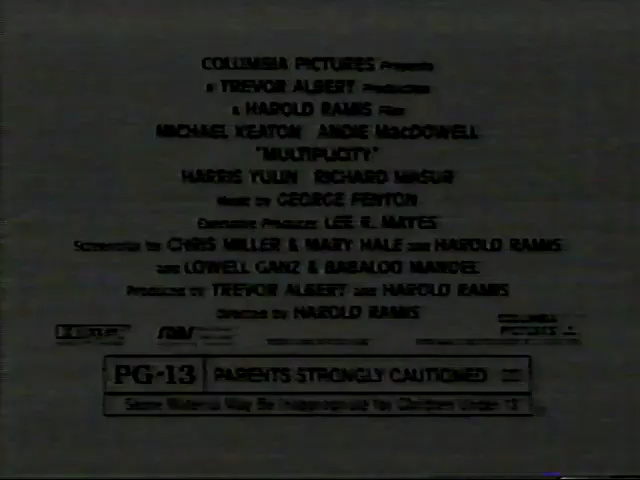 COLUMBIA PICTURES Presents
A TREVOR ALBERT Production
A HAROLD RAMIS Film
MICHAEL KEATON ANDIE MacDOWELL
"MULTIPLICITY"
HARRIS YULIN RICHARD MASUR
Music by GEORGE FENTON
Executive Producer LEE R. MAYES
Screenplay by CHRIS MILLER & MARY HALE and HAROLD RAMIS
and LOWELL GANZ & BABALOO MANDEL
Produced by TREVOR ALBERT and HAROLD RAMIS
Directed by HAROLD RAMIS
COLUMBIA
PICTURES
PG-13 PARENTS STRONGLY CAUTIONED
Some Material May Be Inappropriate for Children Under 13